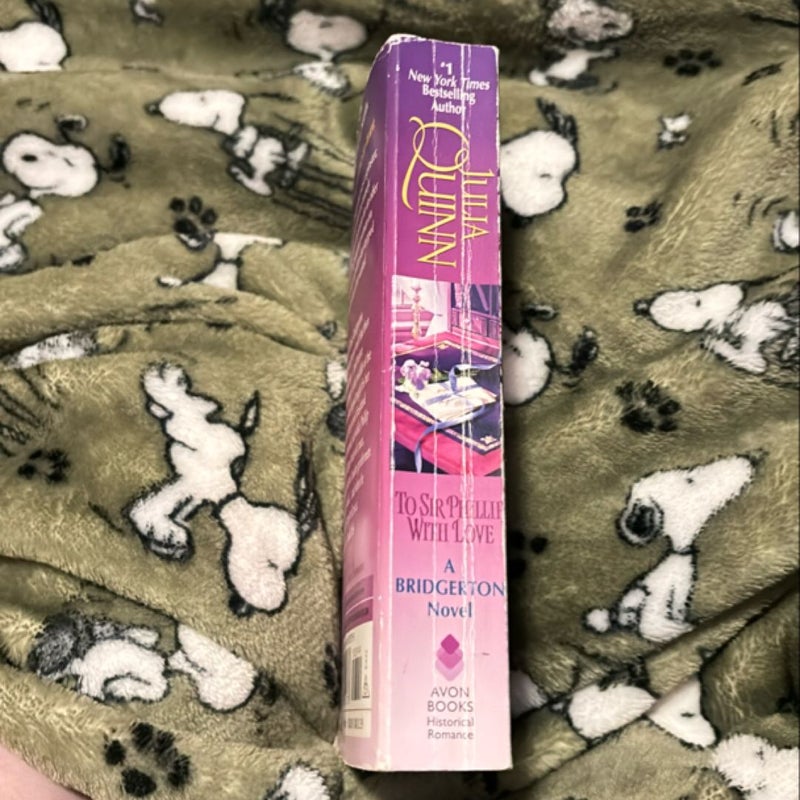 #1
New York Times
Bestselling
Author
JULIA
QUINN
TO SIR PHILLIP
WITH LOVE
A
BRIDGERTON
Novel
AVON
BOOKS
Historical
Romance